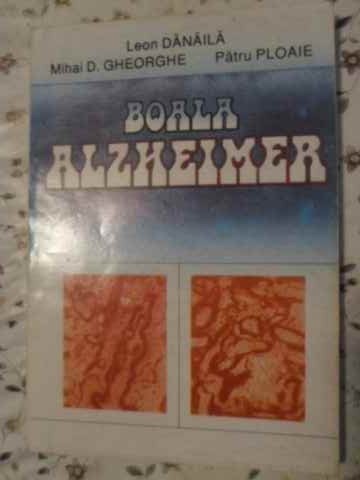 Leon DĂNĂILĂ
Mihai D. GHEORGHE Pătru PLOAIE
BOALA
ALZHEIMER